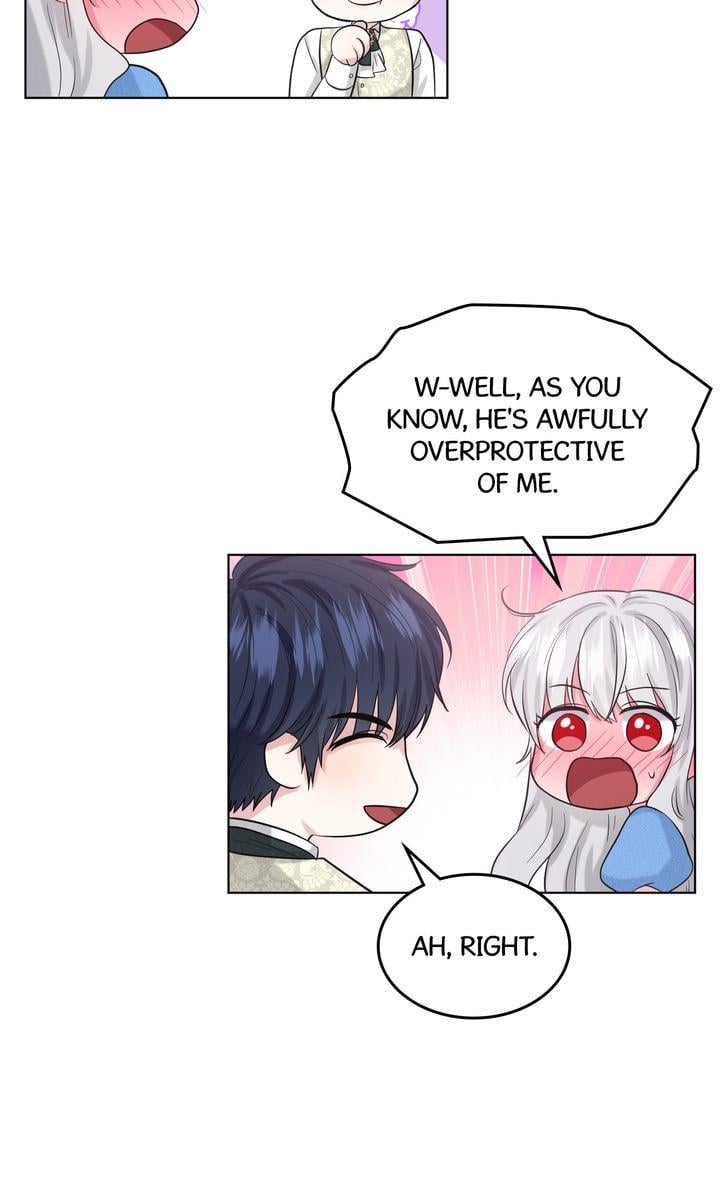 W-WELL, AS YOU
KNOW, HE'S AWFULLY
OVERPROTECTIVE
OF ME.
AH, RIGHT.